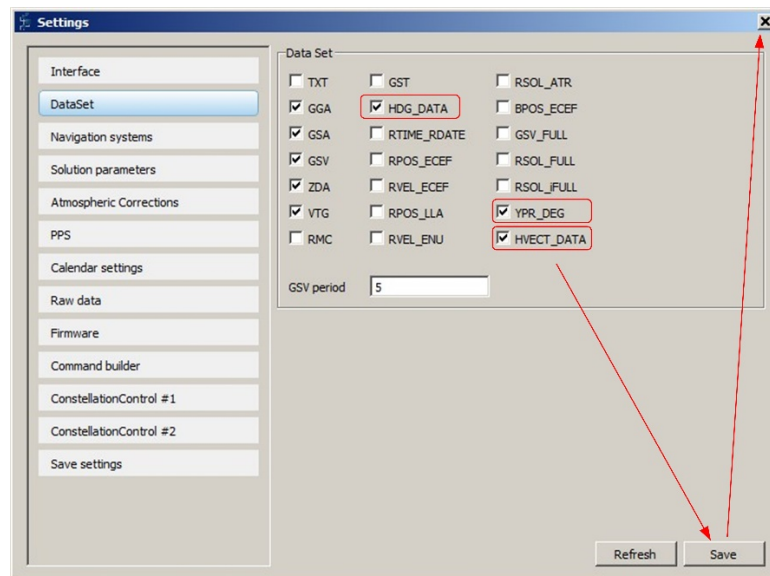 Settings
Interface
DataSet
Navigation systems
Solution parameters
Atmospheric Corrections
PPS
Calendar settings
Raw data
Firmware
Command builder
ConstellationControl #1
ConstellationControl #2
Save settings
Data Set
TXT GST RSOL_ATR
GGA HDG_DATA BPOS_ECEF
GSA RTIME_RDATE GSV_FULL
GSV RPOS_ECEF RSOL_FULL
ZDA RVEL_ECEF RSOL_iFULL
VTG RPOS_LLA YPR_DEG
RMC RVEL_ENU HVECT_DATA
GSV period 5
Refresh Save